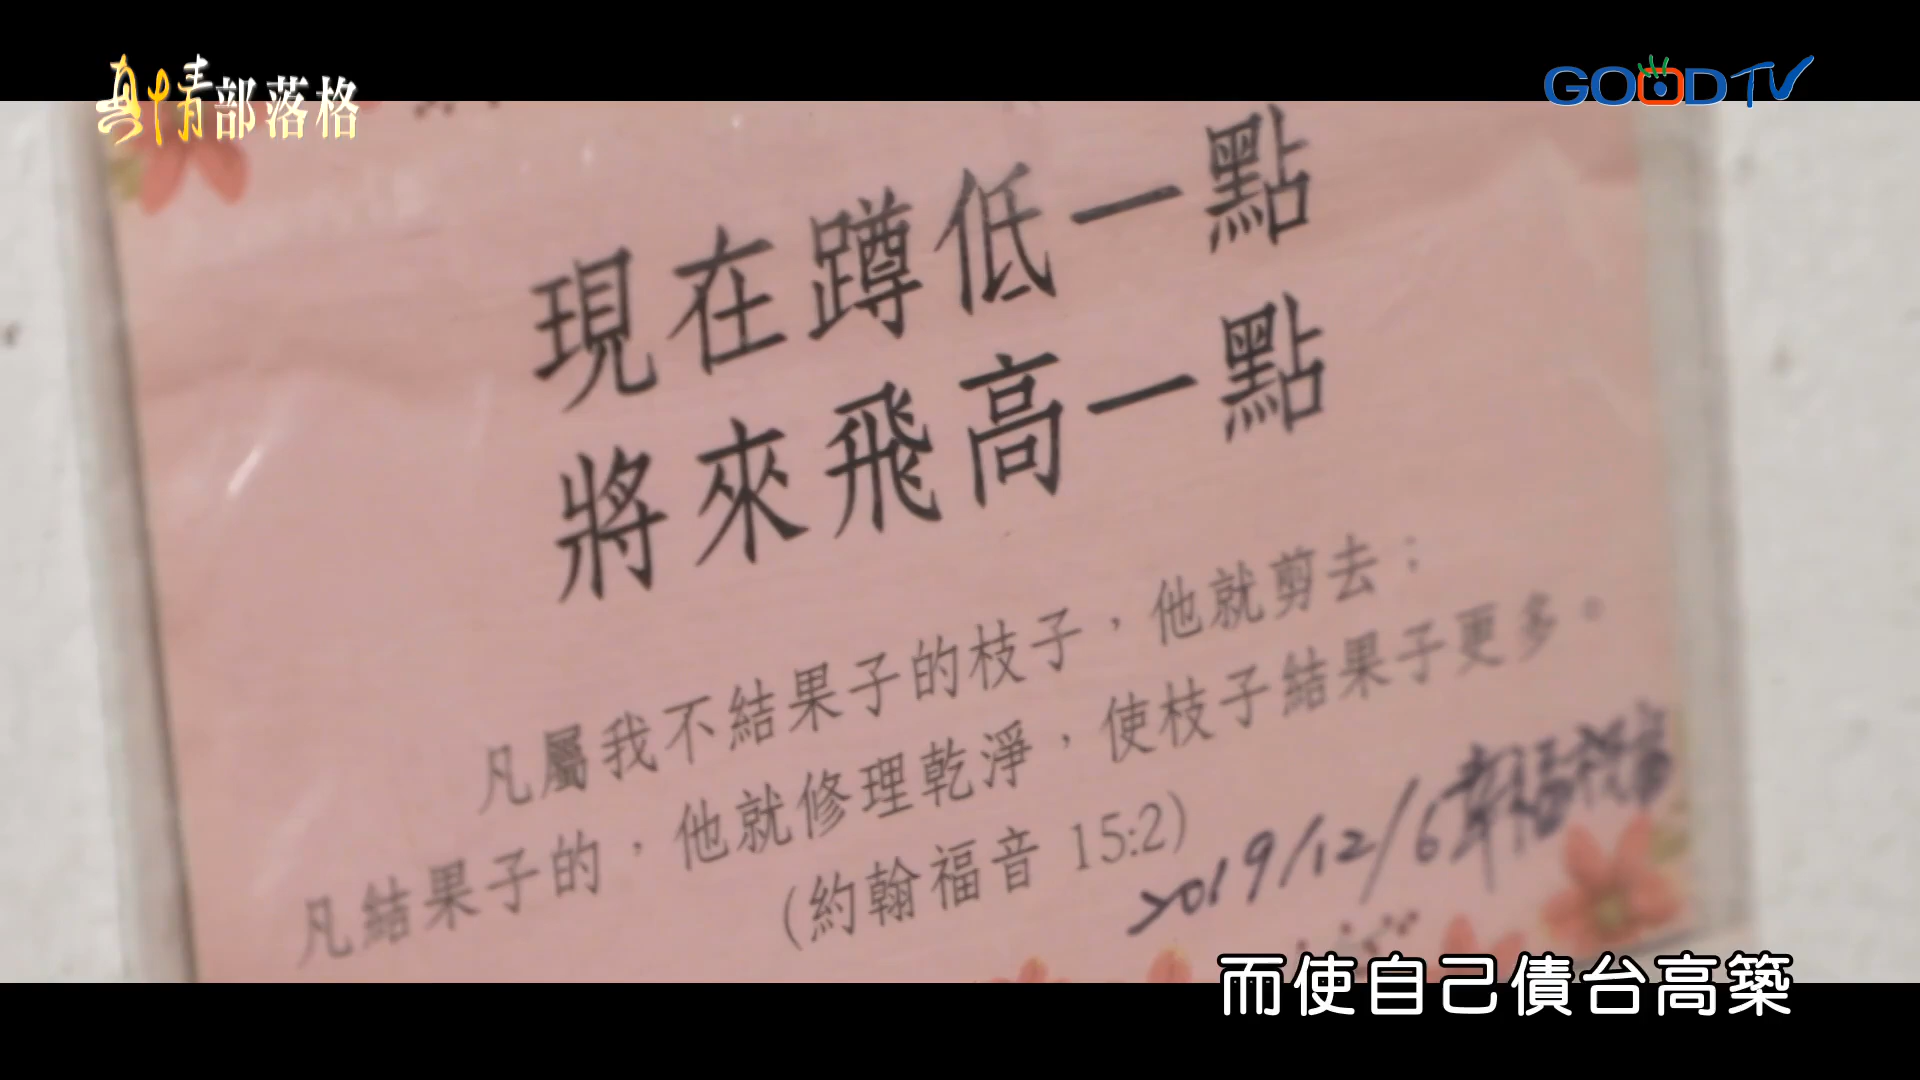 真情部落格
GOODTV
現在蹲低一點
將來飛高一點
凡屬我不結果子的枝子，他就剪去；
凡結果子的，他就修理乾淨，使枝子結果子更多。
(約翰福音 15:2)
2019/12/6
而使自己債台高築